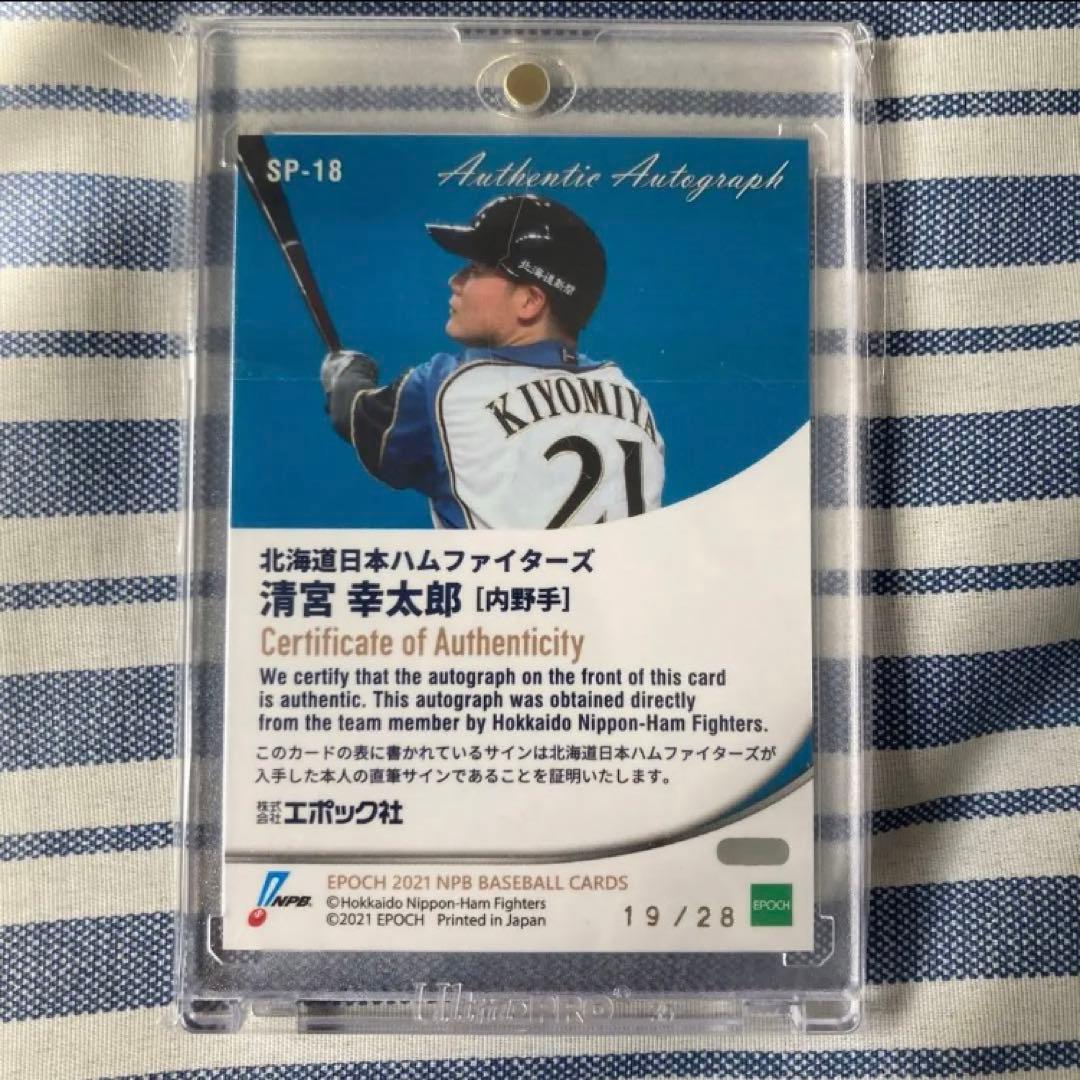 SP-18
Authentic Autograph
北海道新聞
KIYOMIYA
21
北海道日本ハムファイターズ
清宮 幸太郎 [内野手]
Certificate of Authenticity
We certify that the autograph on the front of this card
is authentic. This autograph was obtained directly
from the team member by Hokkaido Nippon-Ham Fighters.
このカードの表に書かれているサインは北海道日本ハムファイターズが
入手した本人の直筆サインであることを証明いたします。
株式会社エポック社
EPOCH 2021 NPB BASEBALL CARDS
NPB
©Hokkaido Nippon-Ham Fighters
©2021 EPOCH Printed in Japan
19/28
EPOCH
Ultra PRO®